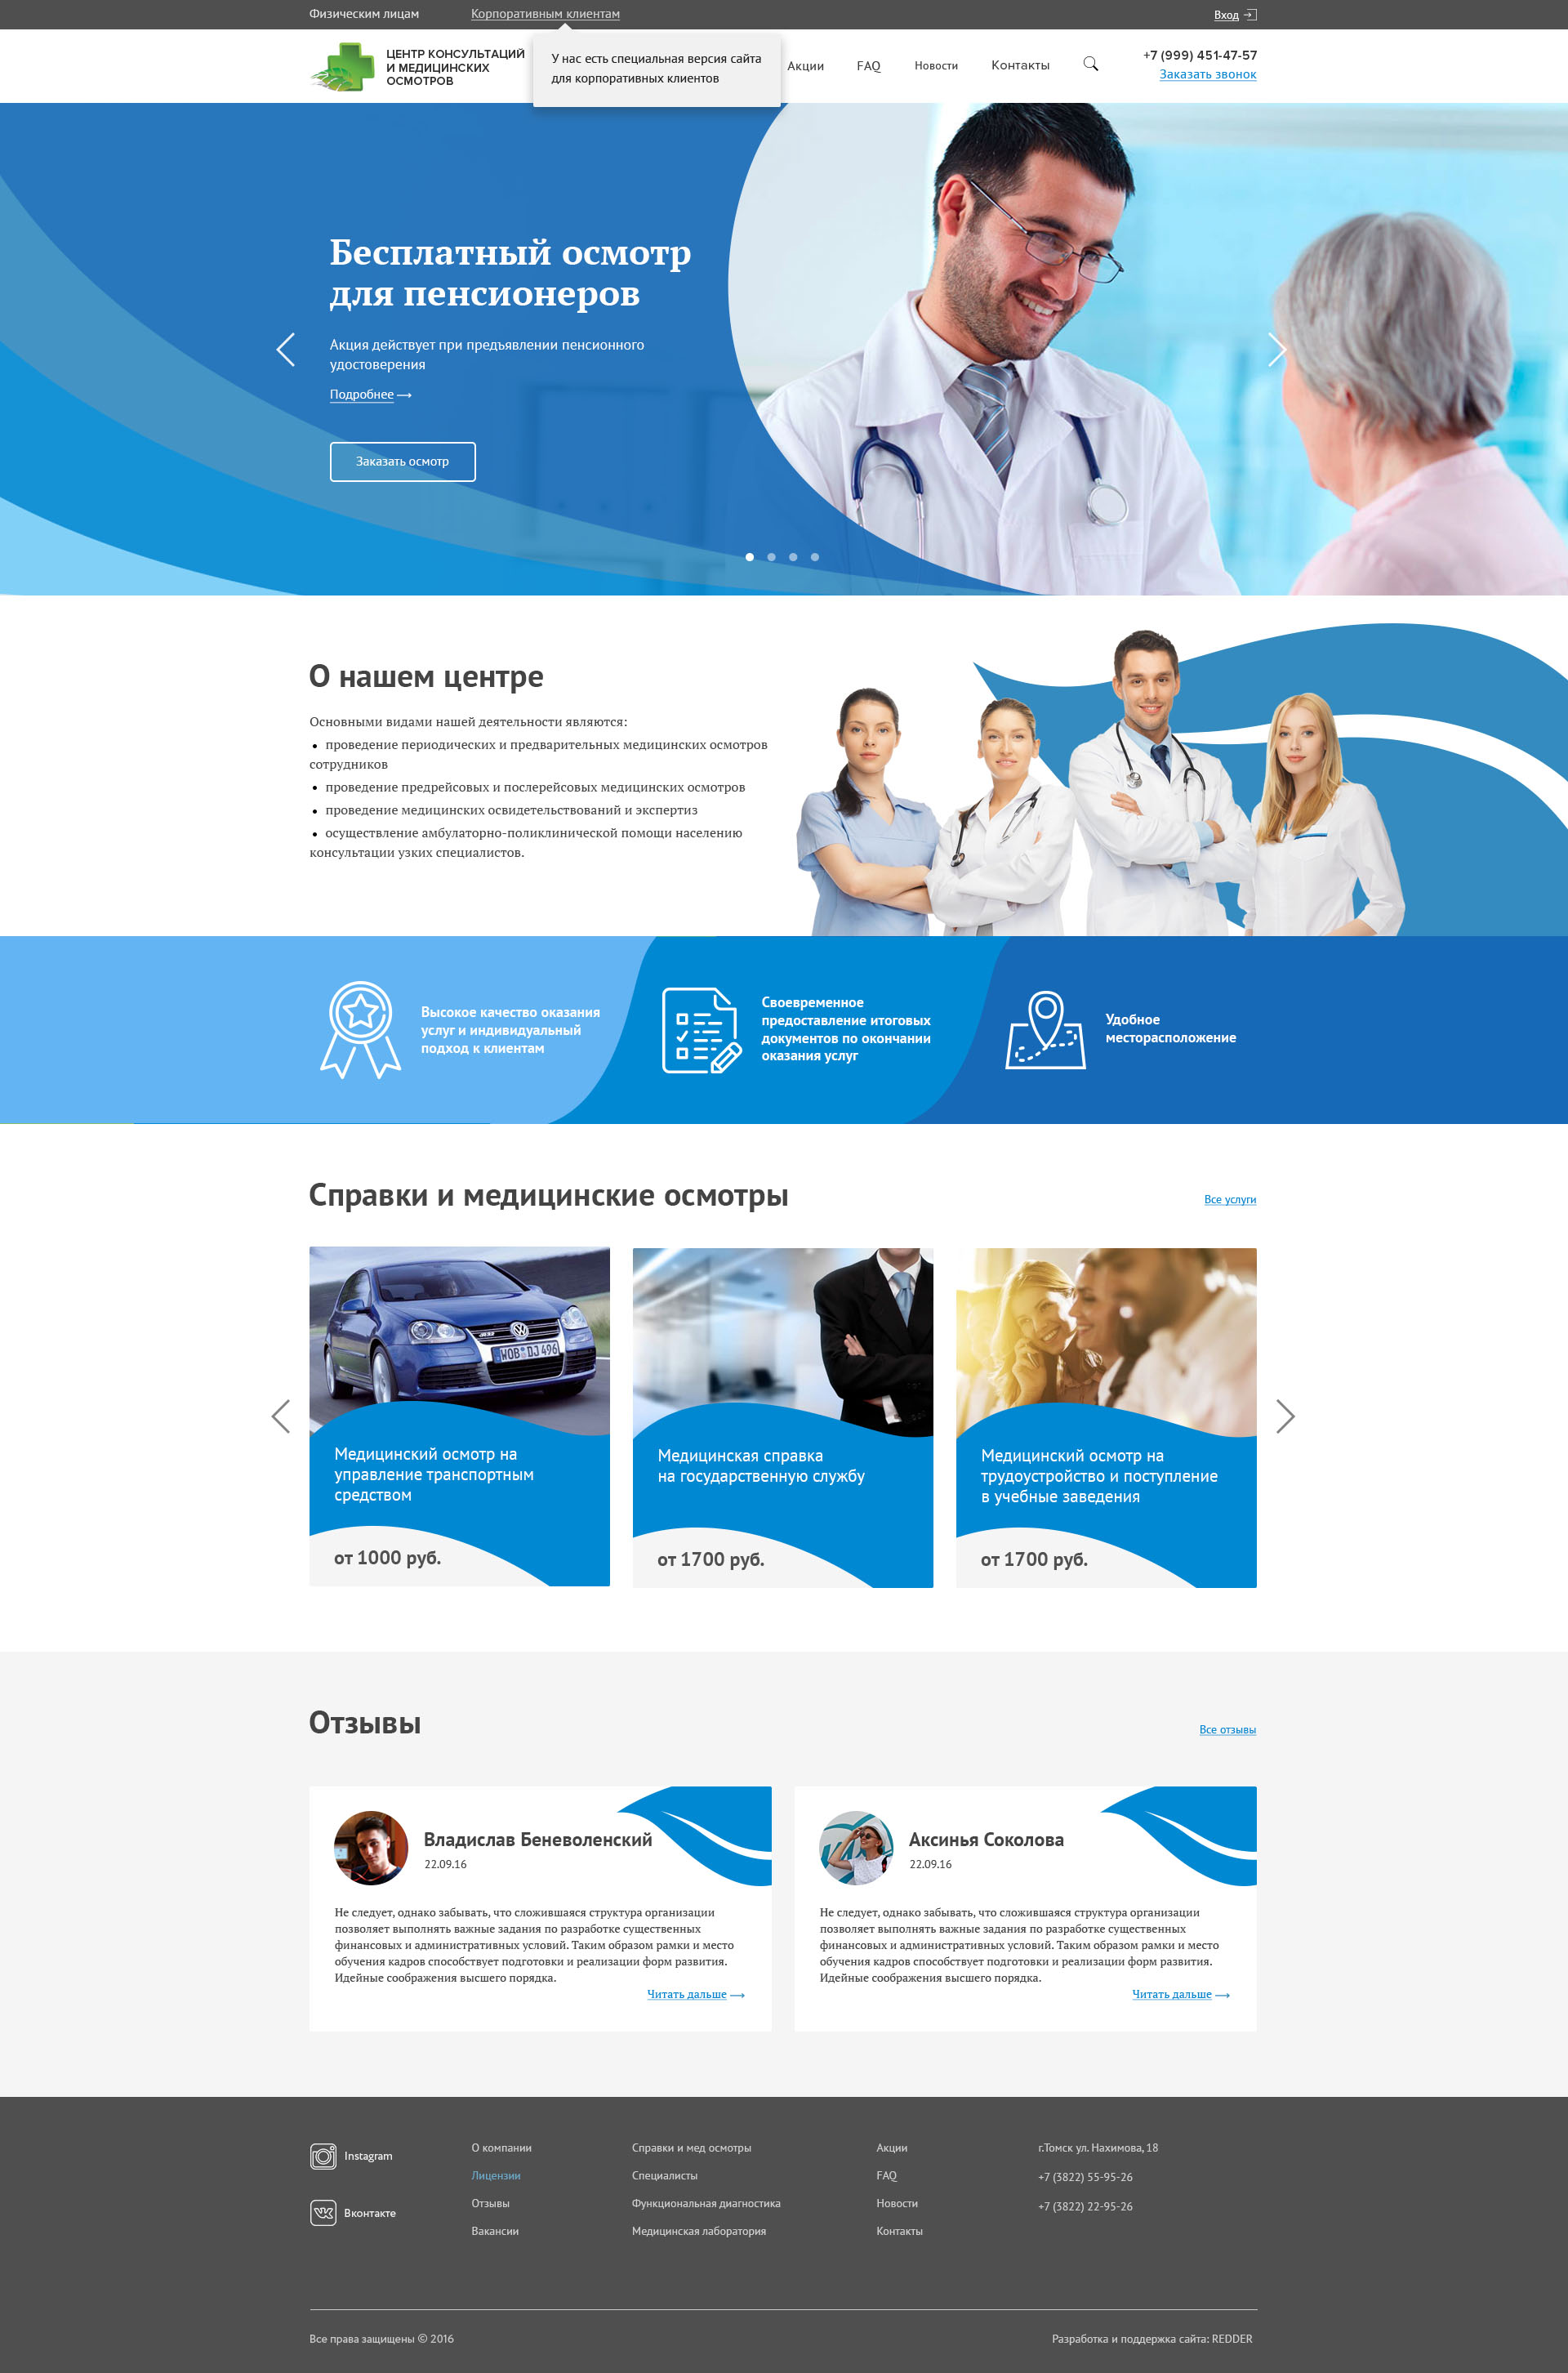 Физическим лицам
Корпоративным клиентам
Вход
ЦЕНТР КОНСУЛЬТАЦИЙ
И МЕДИЦИНСКИХ
ОСМОТРОВ
У нас есть специальная версия сайта
для корпоративных клиентов
Акции
FAQ
Новости
Контакты
+7 (999) 451-47-57
Заказать звонок
Бесплатный осмотр
для пенсионеров
Акция действует при предъявлении пенсионного
удостоверения
Подробнее
Заказать осмотр
О нашем центре
Основными видами нашей деятельности являются:
• проведение периодических и предварительных медицинских осмотров
сотрудников
• проведение предрейсовых и послерейсовых медицинских осмотров
• проведение медицинских освидетельствований и экспертиз
• осуществление амбулаторно-поликлинической помощи населению
консультации узких специалистов.
Высокое качество оказания
услуг и индивидуальный
подход к клиентам
Своевременное
предоставление итоговых
документов по окончании
оказания услуг
Удобное
месторасположение
Справки и медицинские осмотры
Все услуги
WOB DJ 496
Медицинский осмотр на
управление транспортным
средством
от 1000 руб.
Медицинская справка
на государственную службу
от 1700 руб.
Медицинский осмотр на
трудоустройство и поступление
в учебные заведения
от 1700 руб.
Отзывы
Все отзывы
Владислав Беневоленский
22.09.16
Не следует, однако забывать, что сложившаяся структура организации
позволяет выполнять важные задания по разработке существенных
финансовых и административных условий. Таким образом рамки и место
обучения кадров способствует подготовки и реализации форм развития.
Идейные соображения высшего порядка.
Читать дальше
Аксинья Соколова
22.09.16
Не следует, однако забывать, что сложившаяся структура организации
позволяет выполнять важные задания по разработке существенных
финансовых и административных условий. Таким образом рамки и место
обучения кадров способствует подготовки и реализации форм развития.
Идейные соображения высшего порядка.
Читать дальше
Instagram
Вконтакте
О компании
Лицензии
Отзывы
Вакансии
Справки и мед осмотры
Специалисты
Функциональная диагностика
Медицинская лаборатория
Акции
FAQ
Новости
Контакты
г.Томск ул. Нахимова, 18
+7 (3822) 55-95-26
+7 (3822) 22-95-26
Все права защищены © 2016
Разработка и поддержка сайта: REDDER